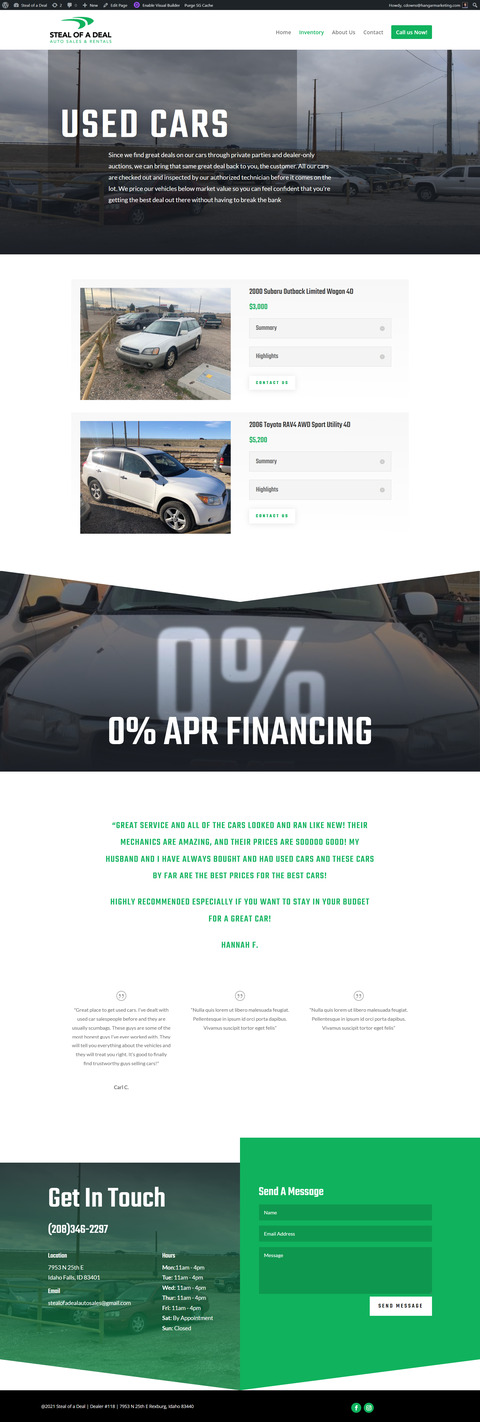 Steal of a Deal 2 0 New Edit Page Enable Visual Builder Purge SG Cache
STEAL OF A DEAL
AUTO SALES & RENTALS
Home Inventory About Us Contact Call us Now!
USED CARS
Since we find great deals on our cars through private parties and dealer-only
auctions, we can bring that same great deal back to you, the customer. All our cars
are checked out and inspected by our authorized technician before it comes on the
lot. We price our vehicles below market value so you can feel confident that you're
getting the best deal out there without having to break the bank
2000 Subaru Outback Limited Wagon 4D
$3,000
Summary
Highlights
CONTACT US
2006 Toyota RAV4 AWD Sport Utility 4D
$5,200
Summary
Highlights
CONTACT US
0%
0% APR FINANCING
"GREAT SERVICE AND ALL OF THE CARS LOOKED AND RAN LIKE NEW! THEIR
MECHANICS ARE AMAZING, AND THEIR PRICES ARE SOOOOO GOOD! MY
HUSBAND AND I HAVE ALWAYS BOUGHT AND HAD USED CARS AND THESE CARS
BY FAR ARE THE BEST PRICES FOR THE BEST CARS!
HIGHLY RECOMMENDED ESPECIALLY IF YOU WANT TO STAY IN YOUR BUDGET
FOR A GREAT CAR!
HANNAH F.
"Great place to get used cars. I've dealt with
used car salespeople before and they are
usually scumbags. These guys are some of the
most honest guys I've ever worked with. They
will tell you everything about the vehicles and
they will treat you right. It's good to finally
find trustworthy guys selling cars!"
Carl C.
"Nulla quis lorem ut libero malesuada feugiat.
Pellentesque in ipsum id orci porta dapibus.
Vivamus suscipit tortor eget felis"
"Nulla quis lorem ut libero malesuada feugiat.
Pellentesque in ipsum id orci porta dapibus.
Vivamus suscipit tortor eget felis"
Get In Touch
(208)346-2297
Location
7953 N 25th E
Idaho Falls, ID 83401
Email
stealofadealautosales@gmail.com
Hours
Mon:11am - 4pm
Tue: 11am - 4pm
Wed: 11am - 4pm
Thur: 11am - 4pm
Fri: 11am - 4pm
Sat: By Appointment
Sun: Closed
Send A Message
Name
Email Address
Message
SEND MESSAGE
@2021 Steal of a Deal | Dealer #118 | 7953 N 25th E Rexburg, Idaho 83440